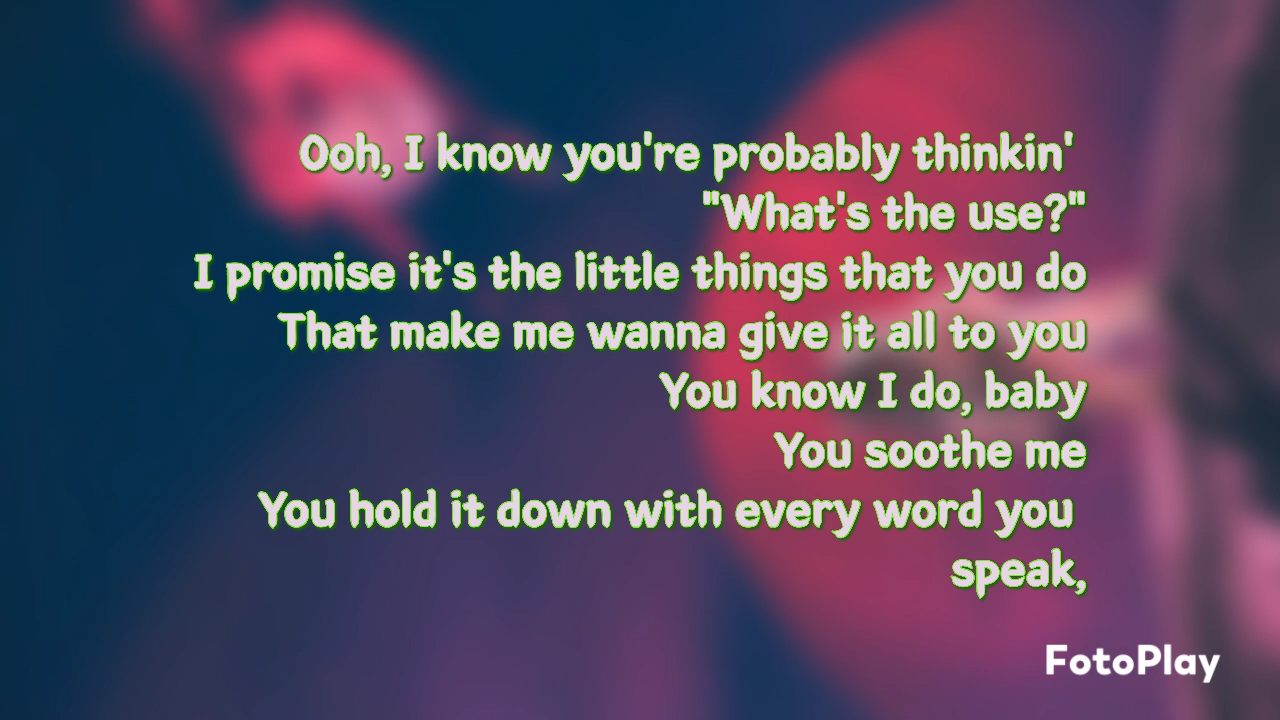 Ooh, I know you're probably thinkin'
"What's the use?"
I promise it's the little things that you do
That make me wanna give it all to you
You know I do, baby
You soothe me
You hold it down with every word you
speak,
FotoPlay